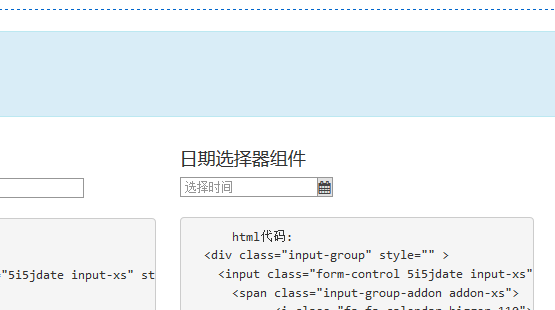 日期选择器组件
选择时间
="5i5jdate input-xs" st
html代码:
<div class="input-group" style="" >
<input class="form-control 5i5jdate input-xs"
<span class="input-group-addon addon-xs">